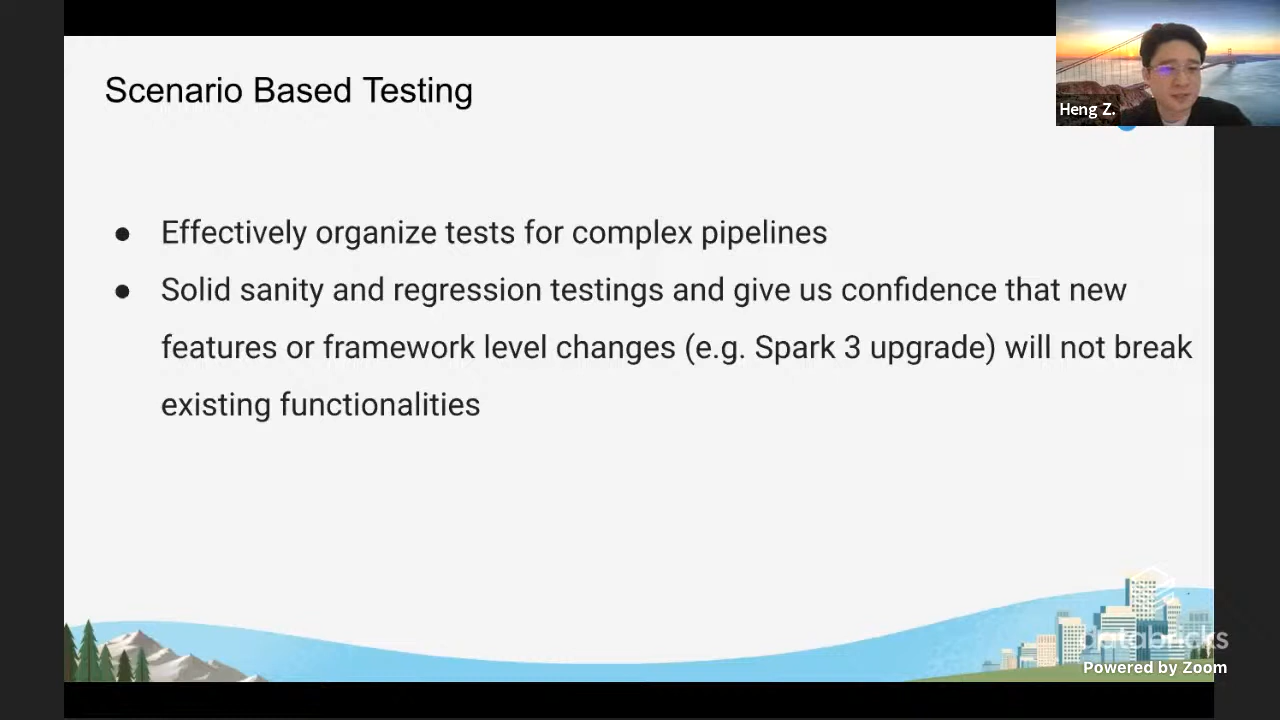 Scenario Based Testing
Heng Z.
● Effectively organize tests for complex pipelines
● Solid sanity and regression testings and give us confidence that new
features or framework level changes (e.g. Spark 3 upgrade) will not break
existing functionalities
databricks
Powered by Zoom